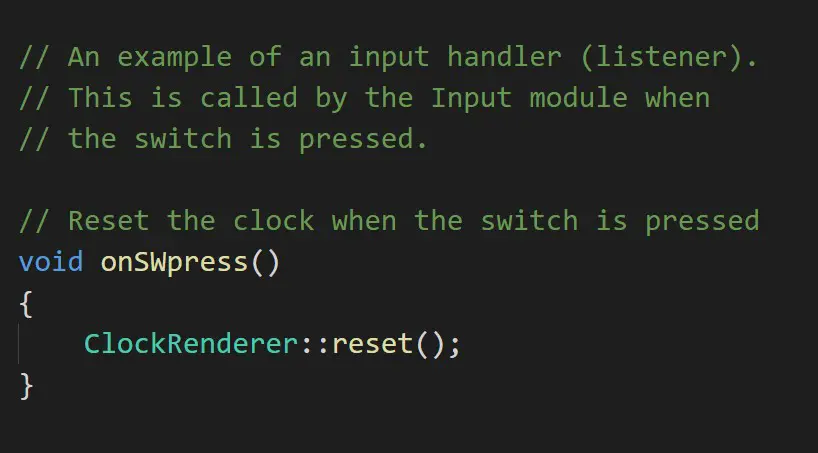 // An example of an input handler (listener).
// This is called by the Input module when
// the switch is pressed.
// Reset the clock when the switch is pressed
void onSWpress()
{
ClockRenderer::reset();
}